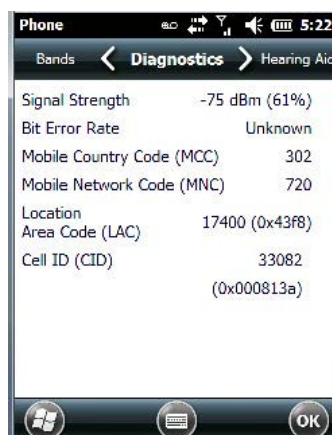 Phone 5:22
Bands Diagnostics Hearing Aid
Signal Strength -75 dBm (61%)
Bit Error Rate Unknown
Mobile Country Code (MCC) 302
Mobile Network Code (MNC) 720
Location
Area Code (LAC) 17400 (0x43f8)
Cell ID (CID) 33082
(0x000813a)
OK